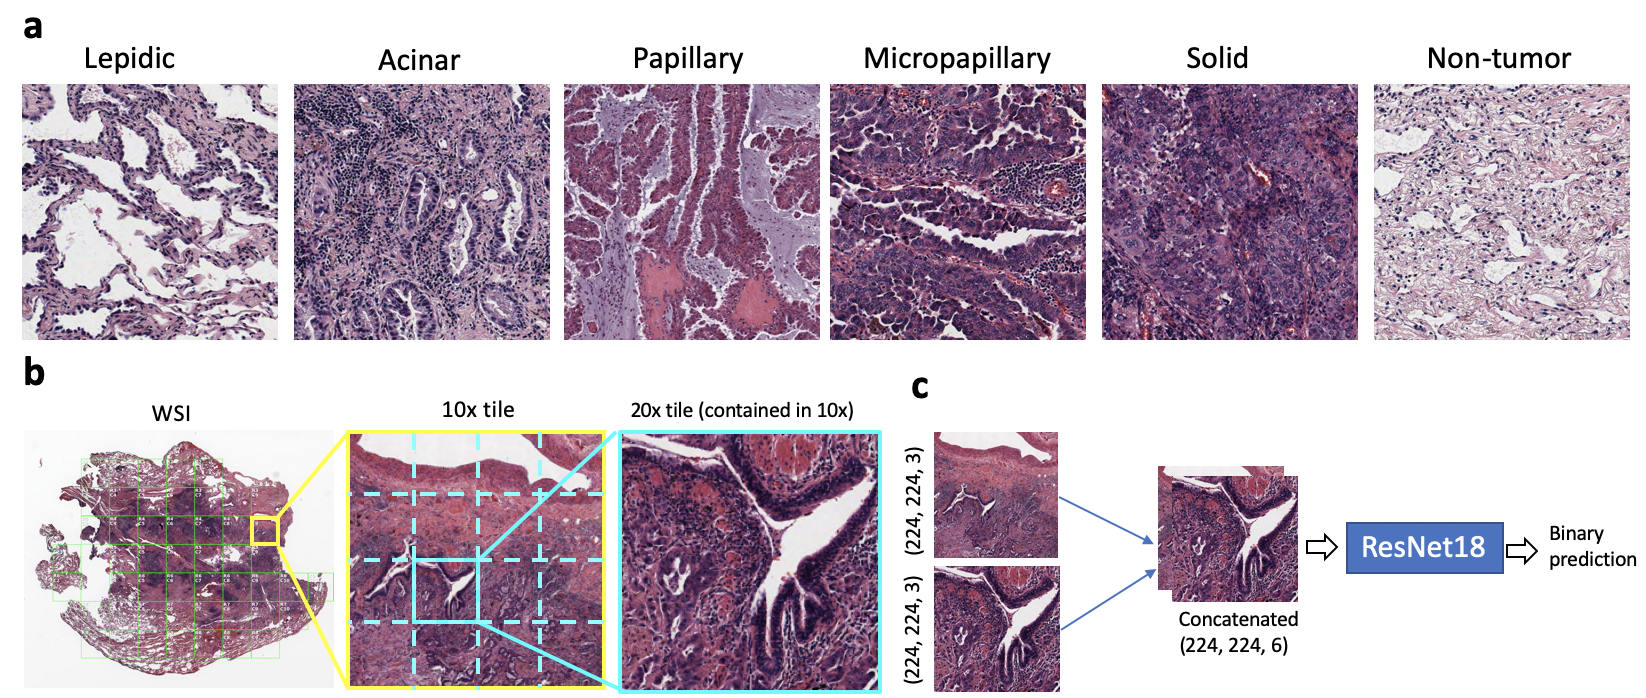 a
Lepidic
Acinar
Papillary
Micropapillary
Solid
Non-tumor
b
WSI
10x tile
20x tile (contained in 10x)
c
(224, 224, 3)
(224, 224, 3)
Concatenated
(224, 224, 6)
ResNet18
Binary
prediction